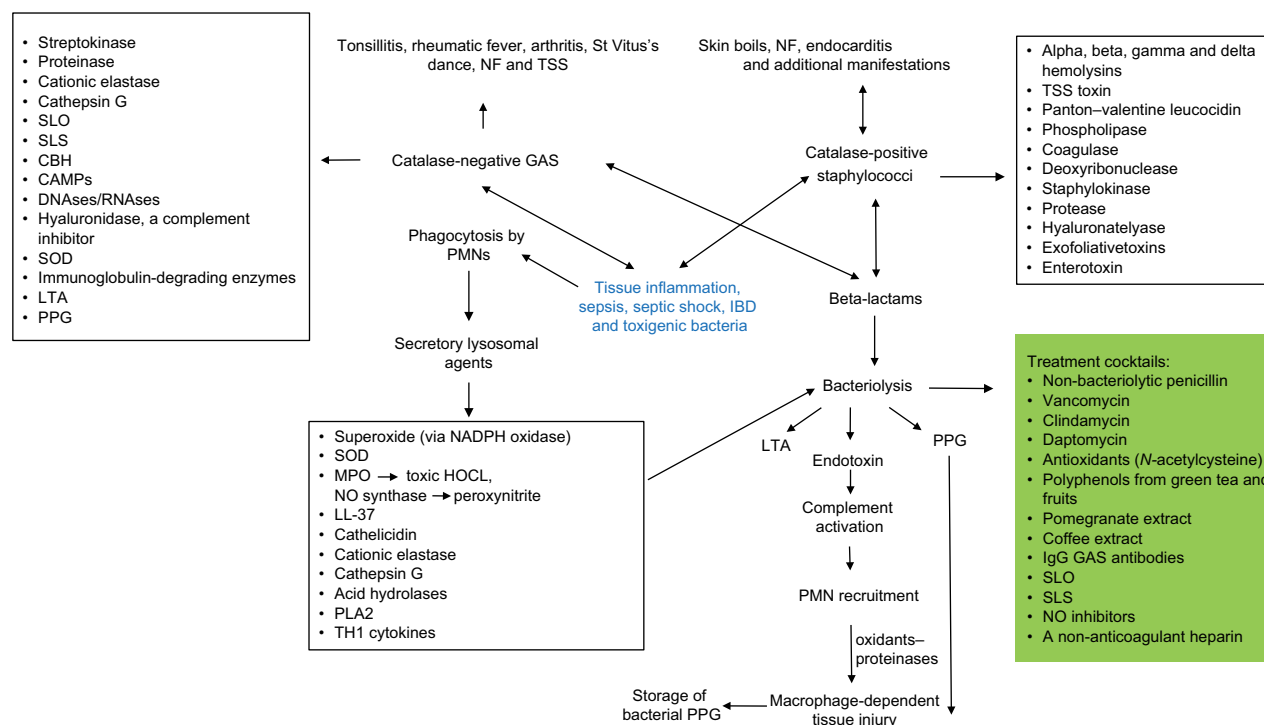 • Streptokinase
• Proteinase
• Cationic elastase
• Cathepsin G
• SLO
• SLS
• CBH
• CAMPs
• DNAses/RNAses
• Hyaluronidase, a complement
inhibitor
• SOD
• Immunoglobulin-degrading enzymes
• LTA
• PPG
Tonsillitis, rheumatic fever, arthritis, St Vitus's
dance, NF and TSS
Skin boils, NF, endocarditis
and additional manifestations
• Alpha, beta, gamma and delta
hemolysins
• TSS toxin
• Panton–valentine leucocidin
• Phospholipase
• Coagulase
• Deoxyribonuclease
• Staphylokinase
• Protease
• Hyaluronatelyase
• Exofoliativetoxins
• Enterotoxin
Catalase-negative GAS
Catalase-positive
staphylococci
Phagocytosis by
PMNs
Tissue inflammation,
sepsis, septic shock, IBD
and toxigenic bacteria
Beta-lactams
Secretory lysosomal
agents
Bacteriolysis
Treatment cocktails:
• Non-bacteriolytic penicillin
• Vancomycin
• Clindamycin
• Daptomycin
• Antioxidants (N-acetylcysteine)
• Polyphenols from green tea and
fruits
• Pomegranate extract
• Coffee extract
• IgG GAS antibodies
• SLO
• SLS
• NO inhibitors
• A non-anticoagulant heparin
• Superoxide (via NADPH oxidase)
• SOD
• MPO → toxic HOCL,
NO synthase → peroxynitrite
• LL-37
• Cathelicidin
• Cationic elastase
• Cathepsin G
• Acid hydrolases
• PLA2
• TH1 cytokines
LTA
PPG
Endotoxin
Complement
activation
PMN recruitment
oxidants–
proteinases
Storage of
bacterial PPG
Macrophage-dependent
tissue injury